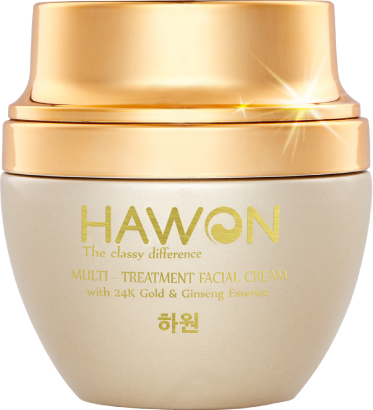 HAWON
The classy difference
MULTI - TREATMENT FACIAL CREAM
with 24K Gold & Ginseng Essence
하원